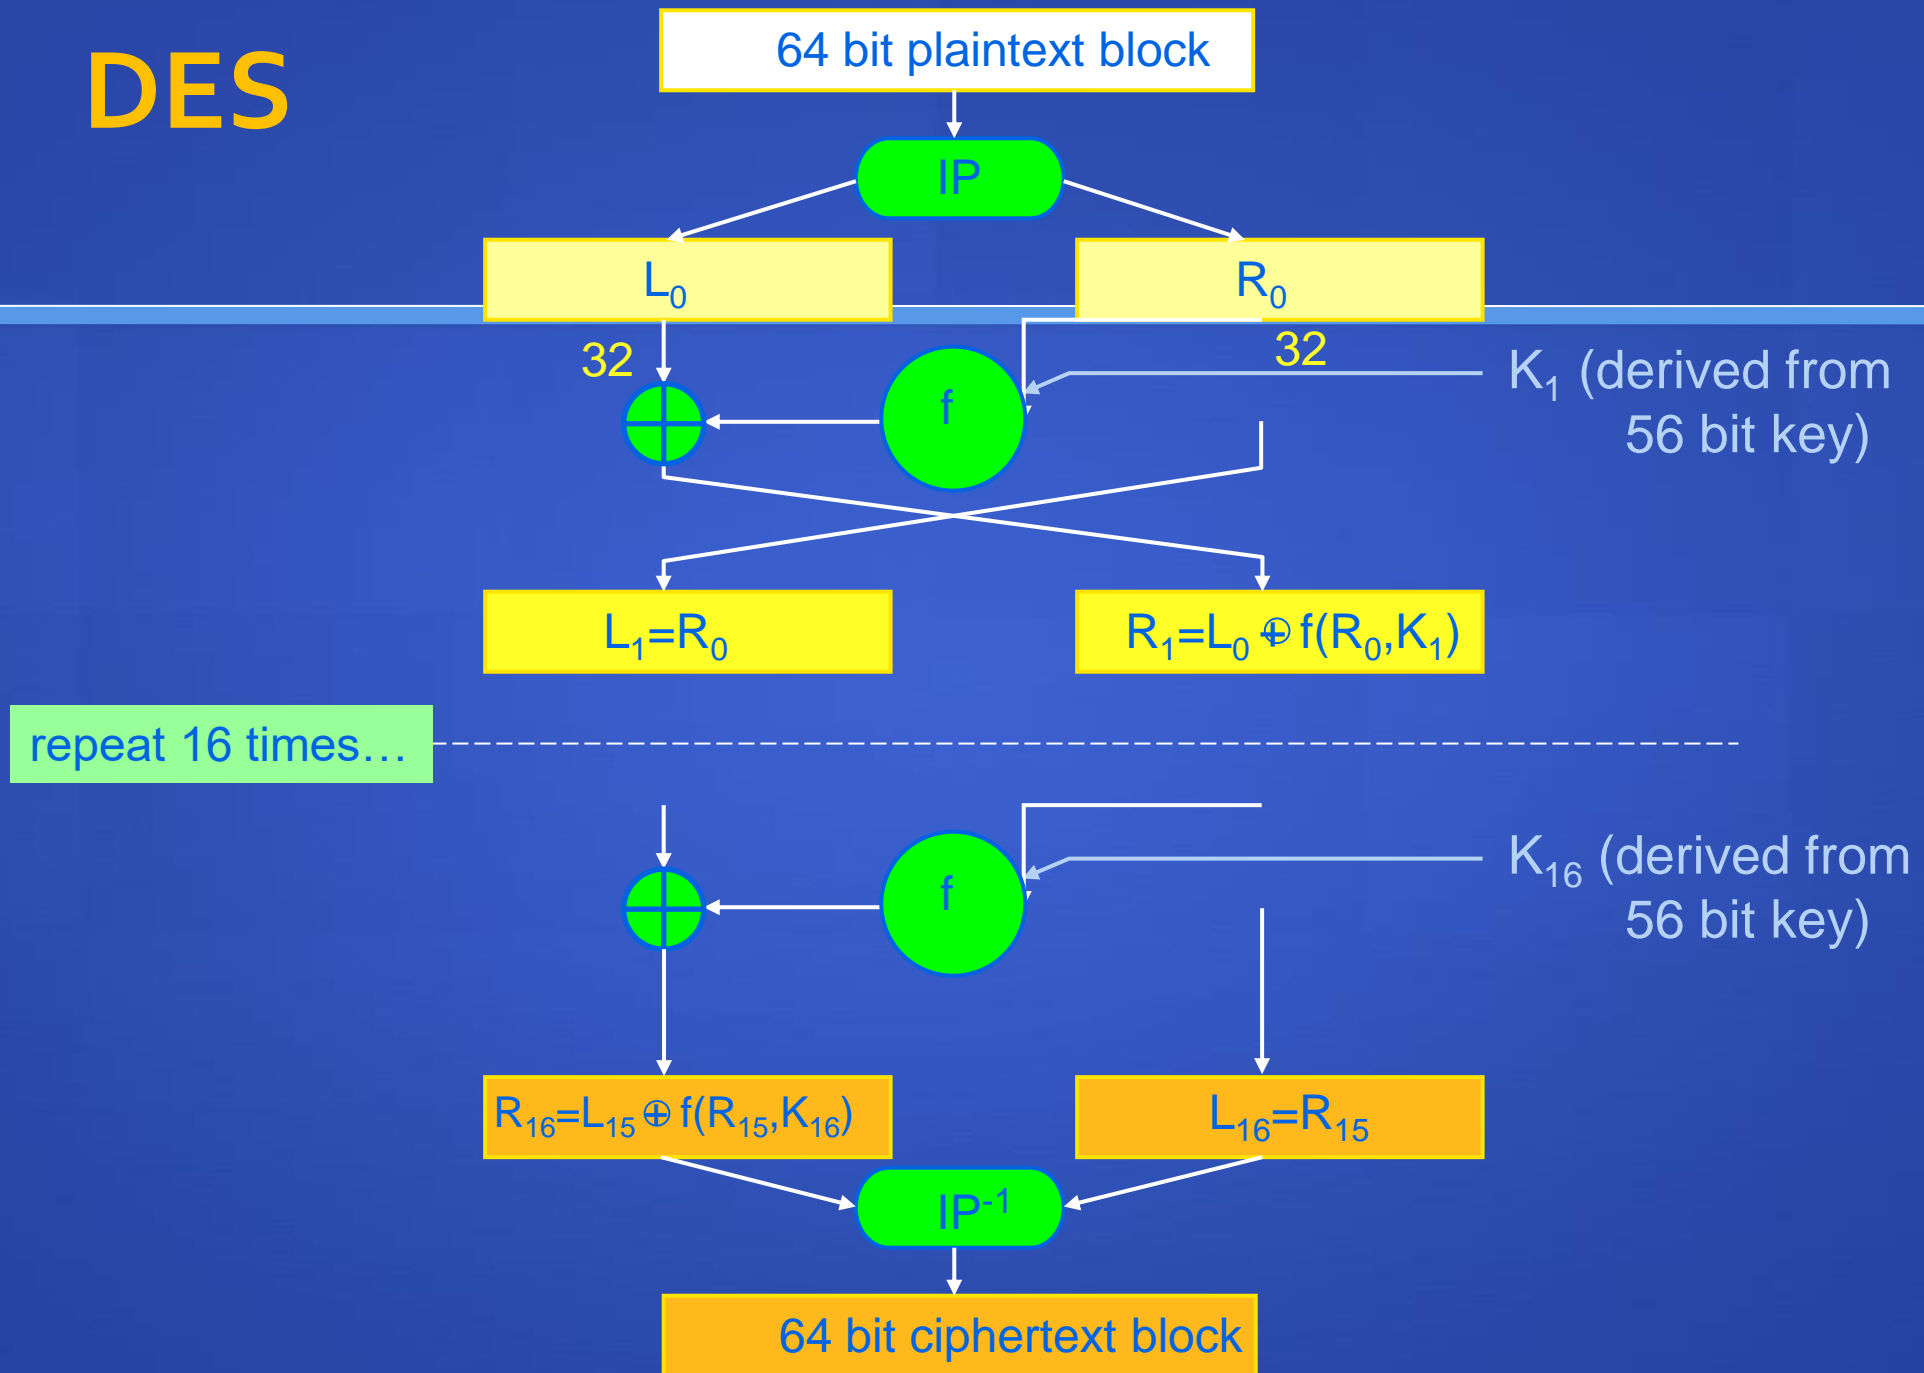 DES
64 bit plaintext block
IP
L₀
R₀
32
32
K₁ (derived from
56 bit key)
f
L₁=R₀
R₁=L₀ ⊕ f(R₀,K₁)
repeat 16 times…
f
K₁₆ (derived from
56 bit key)
R₁₆=L₁₅ ⊕ f(R₁₅,K₁₆)
L₁₆=R₁₅
IP⁻¹
64 bit ciphertext block